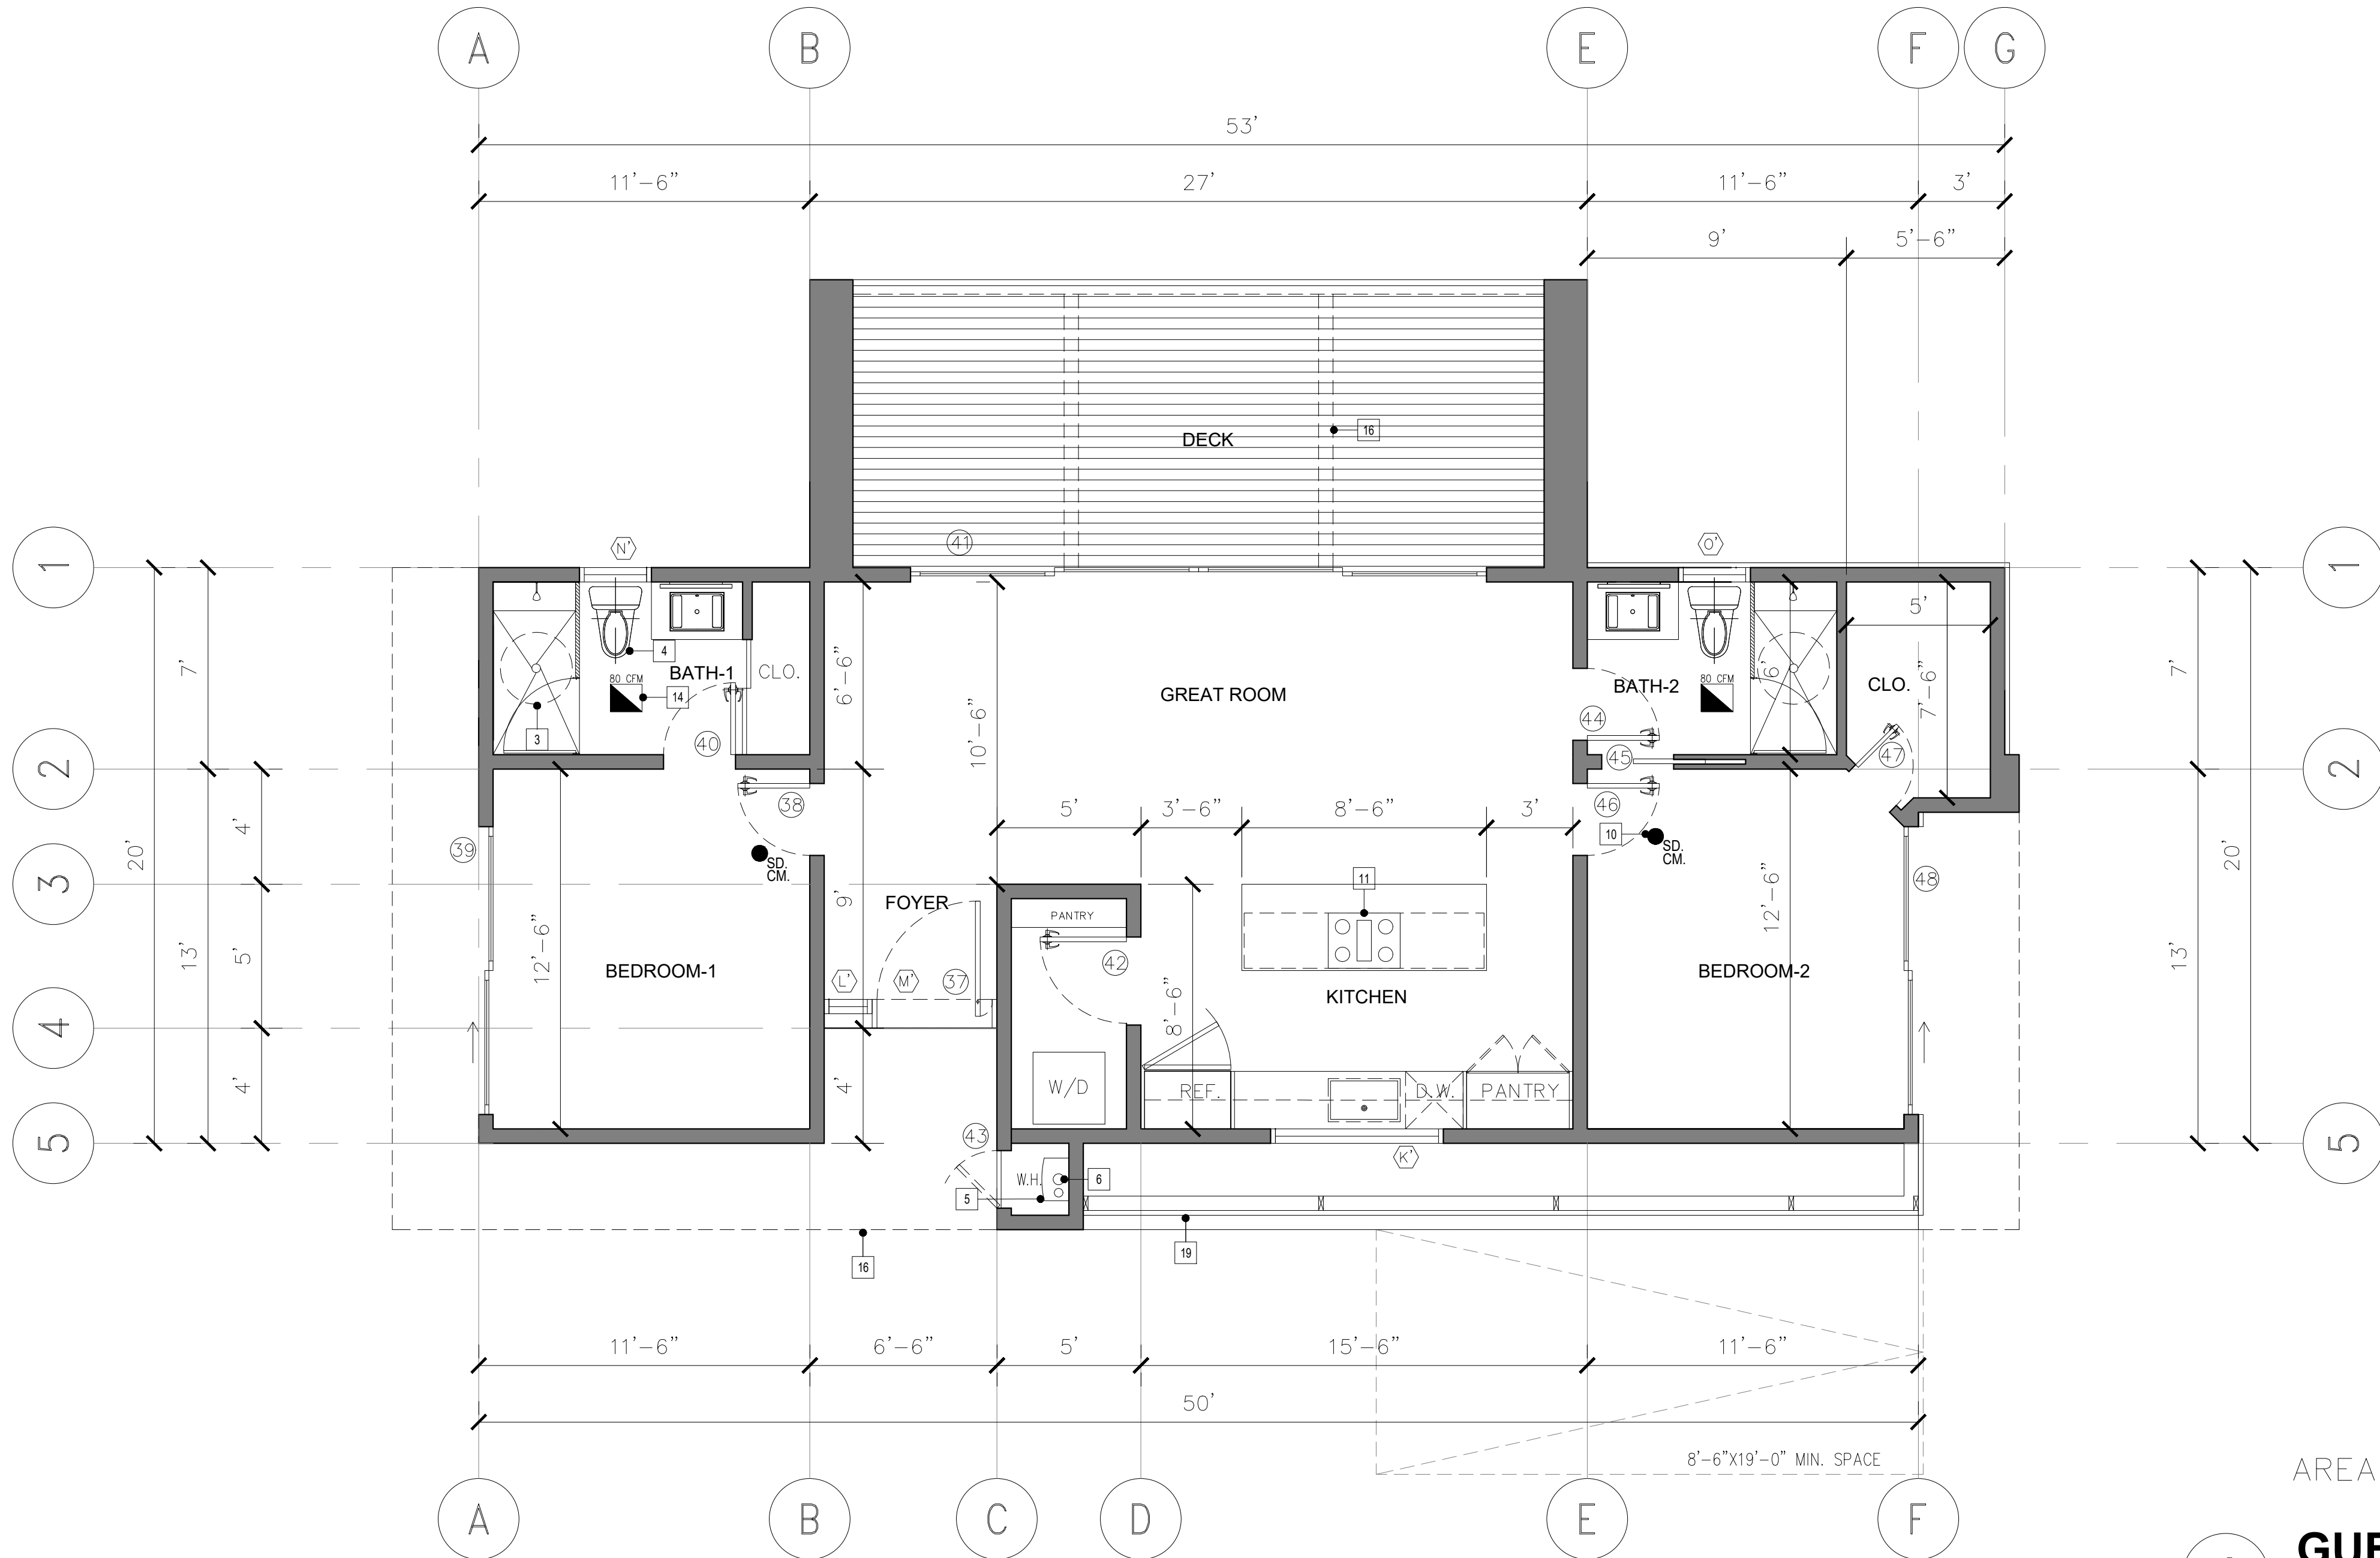 A B E F G
53'
11'-6" 27' 11'-6" 3'
9' 5'-6"
DECK
16
41
N'
O'
1
1
7'
20'
4
BATH-1
CLO.
80 CFM
14
3
40
6'-6"
10'-6"
GREAT ROOM
BATH-2
80 CFM
6'
CLO.
5'
7'-6"
7'
20'
44
45
47
2
2
38
46
10
SD.
CM.
SD.
CM.
5' 3'-6" 8'-6" 3'
39
48
4'
3
13'
5'
12'-6"
BEDROOM-1
9'
FOYER
L'
M'
37
PANTRY
42
11
KITCHEN
8'-6"
12'-6"
BEDROOM-2
13'
4
4'
4'
W/D
REF.
D.W.
PANTRY
5
5
43
K'
W.H.
5
6
16
19
11'-6" 6'-6" 5' 15'-6" 11'-6"
50'
8'-6"X19'-0" MIN. SPACE
AREA
A B C D E F